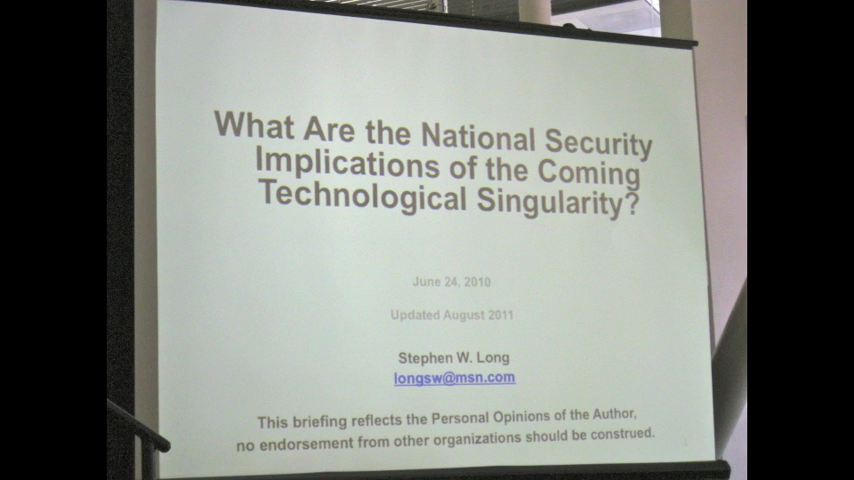 What Are the National Security
Implications of the Coming
Technological Singularity?
June 24, 2010
Updated August 2011
Stephen W. Long
longsw@msn.com
This briefing reflects the Personal Opinions of the Author,
no endorsement from other organizations should be construed.